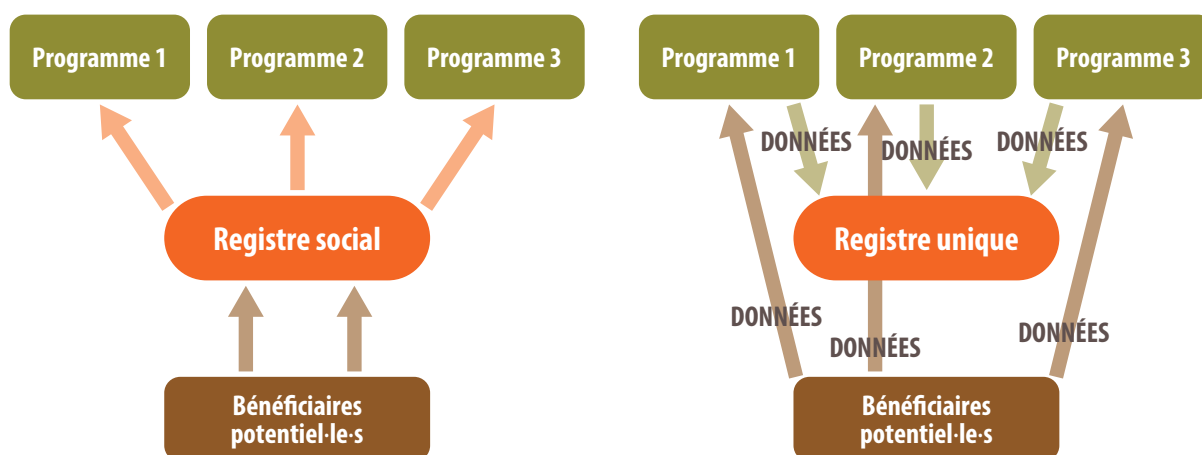 Programme 1
Programme 2
Programme 3
Registre social
Bénéficiaires
potentiel·le·s
Programme 1
Programme 2
Programme 3
DONNÉES
DONNÉES
DONNÉES
Registre unique
DONNÉES
DONNÉES
DONNÉES
Bénéficiaires
potentiel·le·s